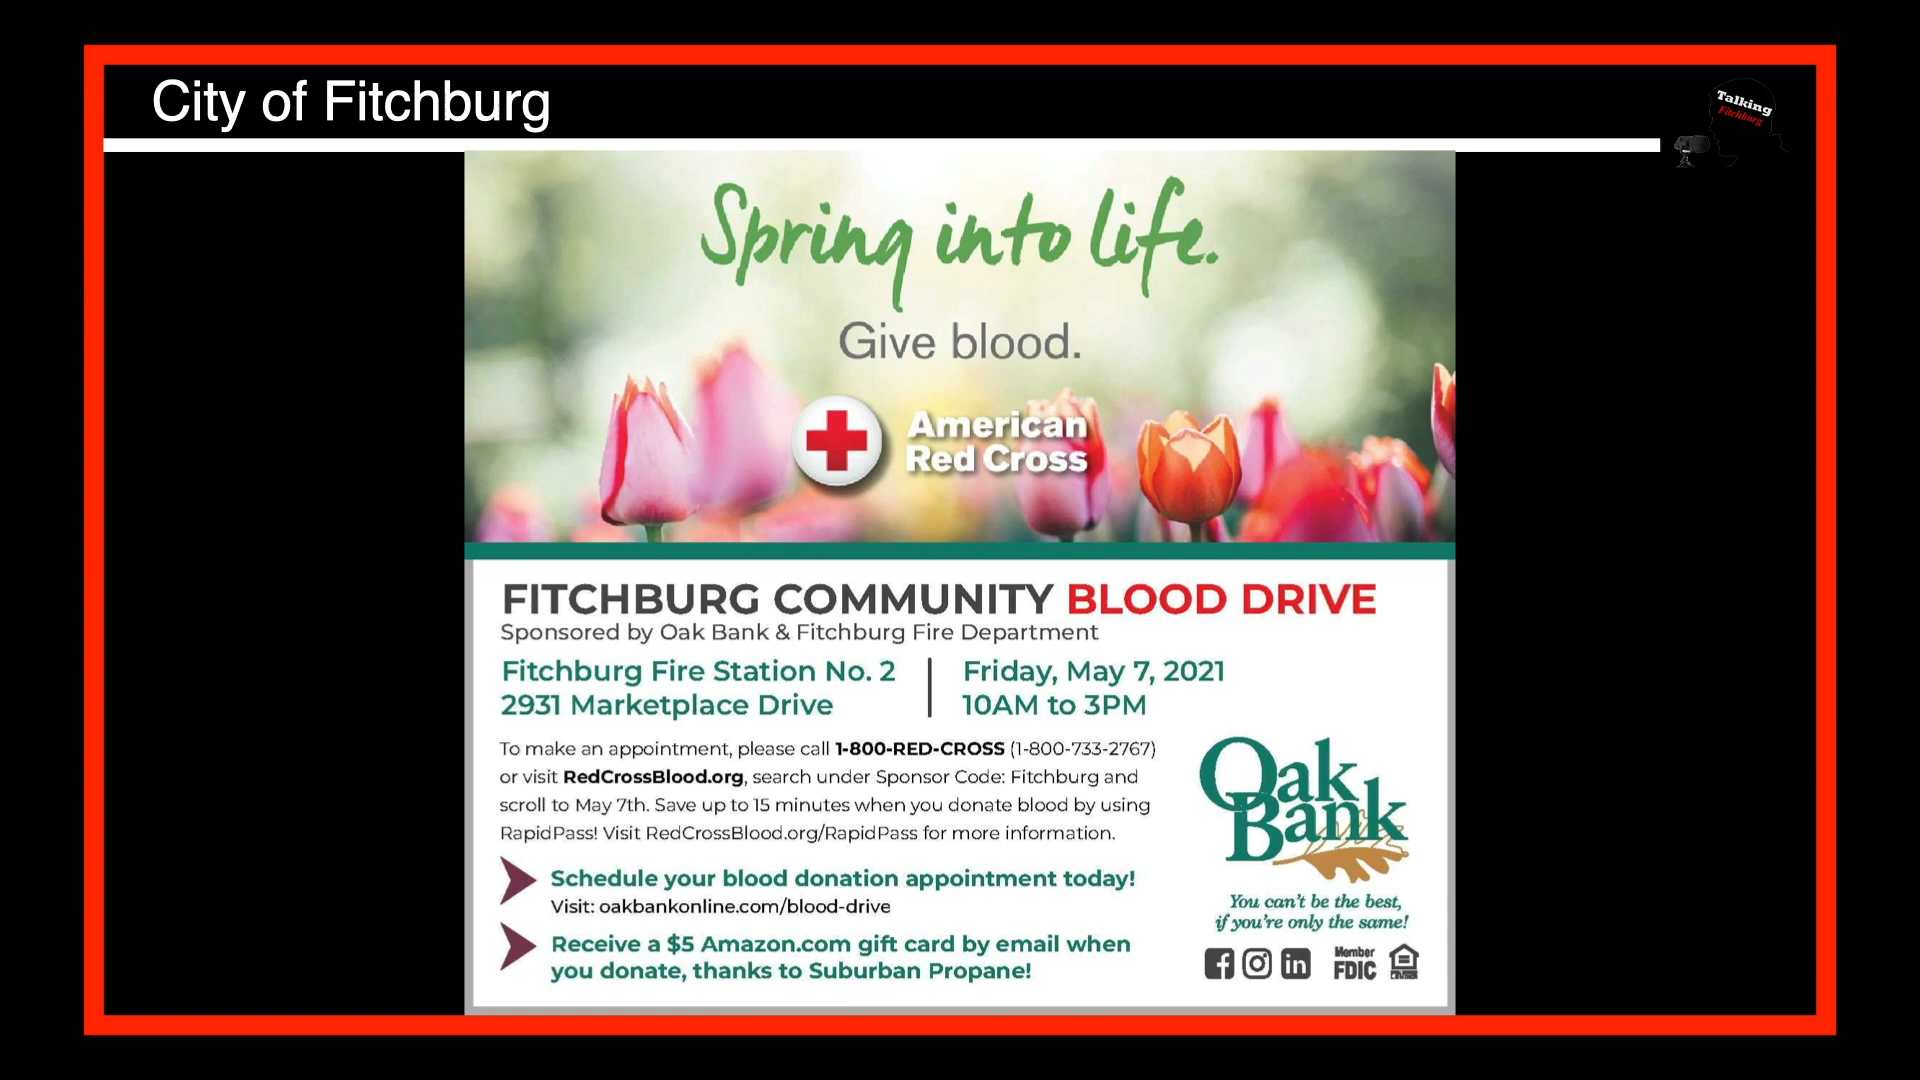 City of Fitchburg
Talking
Fitchburg
Spring into life.
Give blood.
American
Red Cross
FITCHBURG COMMUNITY BLOOD DRIVE
Sponsored by Oak Bank & Fitchburg Fire Department
Fitchburg Fire Station No. 2
2931 Marketplace Drive
Friday, May 7, 2021
10AM to 3PM
To make an appointment, please call 1-800-RED-CROSS (1-800-733-2767)
or visit RedCrossBlood.org, search under Sponsor Code: Fitchburg and
scroll to May 7th. Save up to 15 minutes when you donate blood by using
RapidPass! Visit RedCrossBlood.org/RapidPass for more information.
Schedule your blood donation appointment today!
Visit: oakbankonline.com/blood-drive
Receive a $5 Amazon.com gift card by email when
you donate, thanks to Suburban Propane!
Oak
Bank
You can't be the best,
if you're only the same!
Member
FDIC